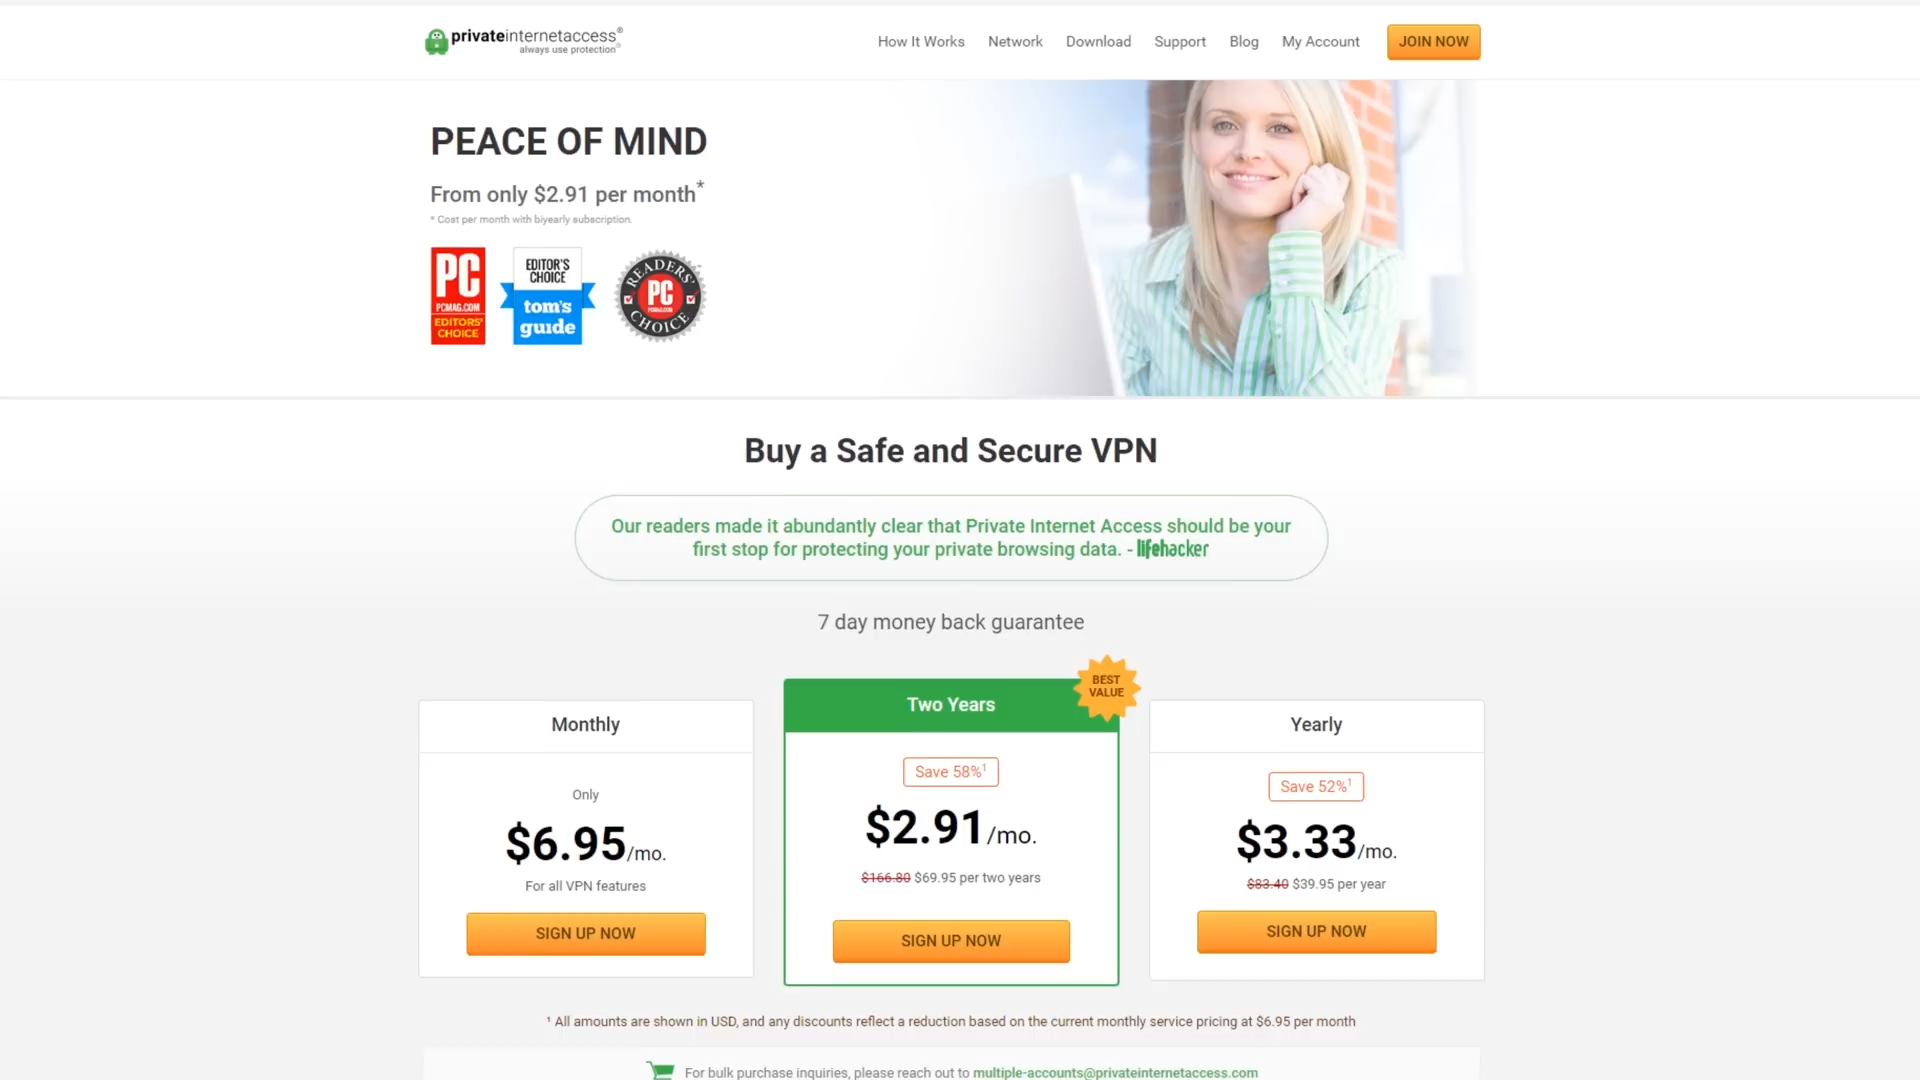 privateinternetaccess®
always use protection®
How It Works Network Download Support Blog My Account JOIN NOW
PEACE OF MIND
From only $2.91 per month*
* Cost per month with biyearly subscription.
PC
PCMAG.COM
EDITORS'
CHOICE
EDITOR'S
CHOICE
tom's
guide
READERS'
PC
PCMAG.COM
CHOICE
Buy a Safe and Secure VPN
Our readers made it abundantly clear that Private Internet Access should be your
first stop for protecting your private browsing data. - lifehacker
7 day money back guarantee
Monthly
Only
$6.95/mo.
For all VPN features
SIGN UP NOW
BEST
VALUE
Two Years
Save 58%¹
$2.91/mo.
$166.80 $69.95 per two years
SIGN UP NOW
Yearly
Save 52%¹
$3.33/mo.
$83.40 $39.95 per year
SIGN UP NOW
¹ All amounts are shown in USD, and any discounts reflect a reduction based on the current monthly service pricing at $6.95 per month
For bulk purchase inquiries, please reach out to multiple-accounts@privateinternetaccess.com